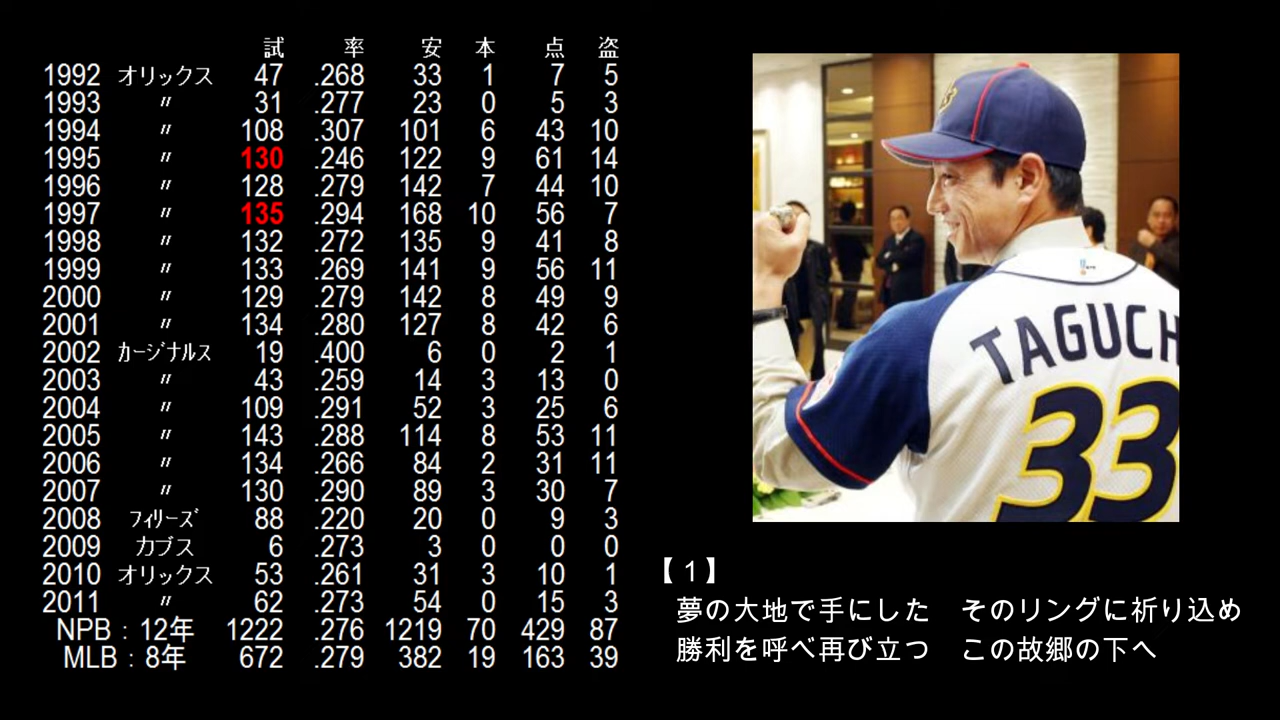 試 率 安 本 点 盗
1992 オリックス 47 .268 33 1 7 5
1993 〃 31 .277 23 0 5 3
1994 〃 108 .307 101 6 43 10
1995 〃 130 .246 122 9 61 14
1996 〃 128 .279 142 7 44 10
1997 〃 135 .294 168 10 56 7
1998 〃 132 .272 135 9 41 8
1999 〃 133 .269 141 9 56 11
2000 〃 129 .279 142 8 49 9
2001 〃 134 .280 127 8 42 6
2002 カージナルス 19 .400 6 0 2 1
2003 〃 43 .259 14 3 13 0
2004 〃 109 .291 52 3 25 6
2005 〃 143 .288 114 8 53 11
2006 〃 134 .266 84 2 31 11
2007 〃 130 .290 89 3 30 7
2008 フィリーズ 88 .220 20 0 9 3
2009 カブス 6 .273 3 0 0 0
2010 オリックス 53 .261 31 3 10 1
2011 〃 62 .273 54 0 15 3
NPB：12年 1222 .276 1219 70 429 87
MLB：8年 672 .279 382 19 163 39
TAGUCH
33
【1】
夢の大地で手にした そのリングに祈り込め
勝利を呼べ再び立つ この故郷の下へ